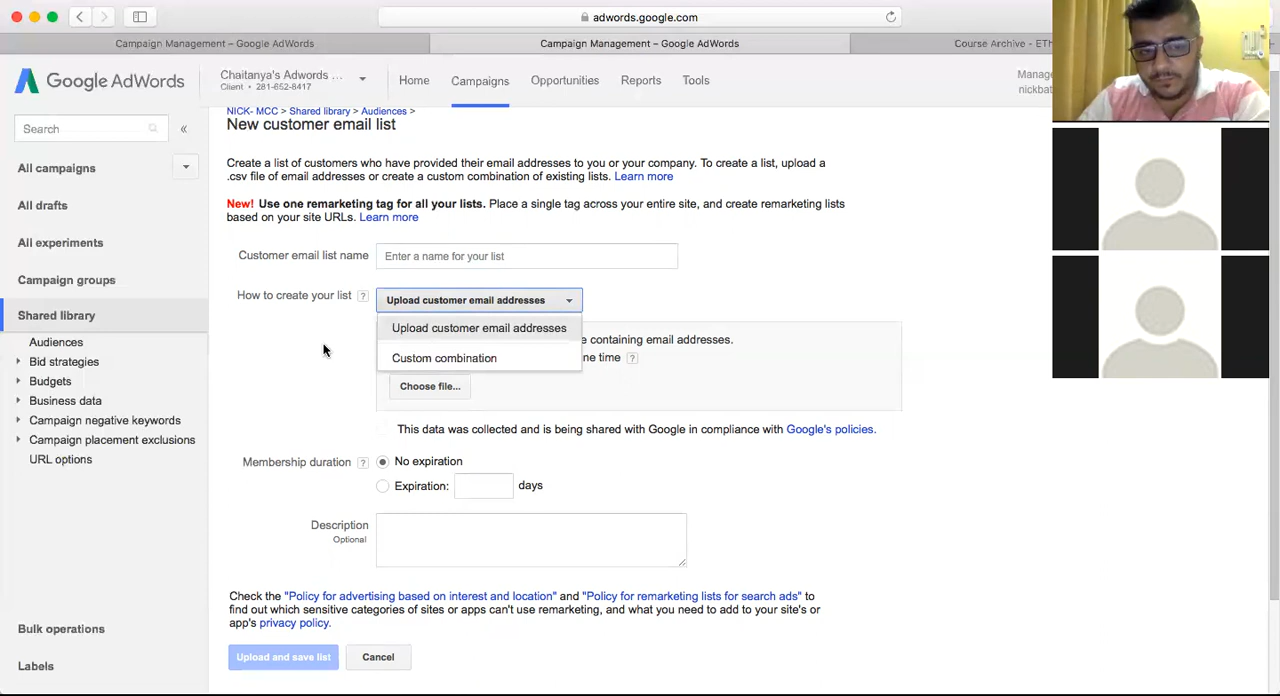 adwords.google.com
Campaign Management – Google AdWords
Campaign Management – Google AdWords
Course Archive - ETH
Google AdWords
Chaitanya's Adwords ...
Client • 281-652-8417
Home
Campaigns
Opportunities
Reports
Tools
Manage
nickbat
Search
«
All campaigns
All drafts
All experiments
Campaign groups
Shared library
Audiences
Bid strategies
Budgets
Business data
Campaign negative keywords
Campaign placement exclusions
URL options
Bulk operations
Labels
NICK- MCC > Shared library > Audiences >
New customer email list
Create a list of customers who have provided their email addresses to you or your company. To create a list, upload a
.csv file of email addresses or create a custom combination of existing lists. Learn more
New! Use one remarketing tag for all your lists. Place a single tag across your entire site, and create remarketing lists
based on your site URLs. Learn more
Customer email list name
Enter a name for your list
How to create your list ?
Upload customer email addresses
Upload customer email addresses
Custom combination
e containing email addresses.
ne time ?
Choose file...
This data was collected and is being shared with Google in compliance with Google's policies.
Membership duration ?
No expiration
Expiration: days
Description
Optional
Check the "Policy for advertising based on interest and location" and "Policy for remarketing lists for search ads" to
find out which sensitive categories of sites or apps can't use remarketing, and what you need to add to your site's or
app's privacy policy.
Upload and save list
Cancel